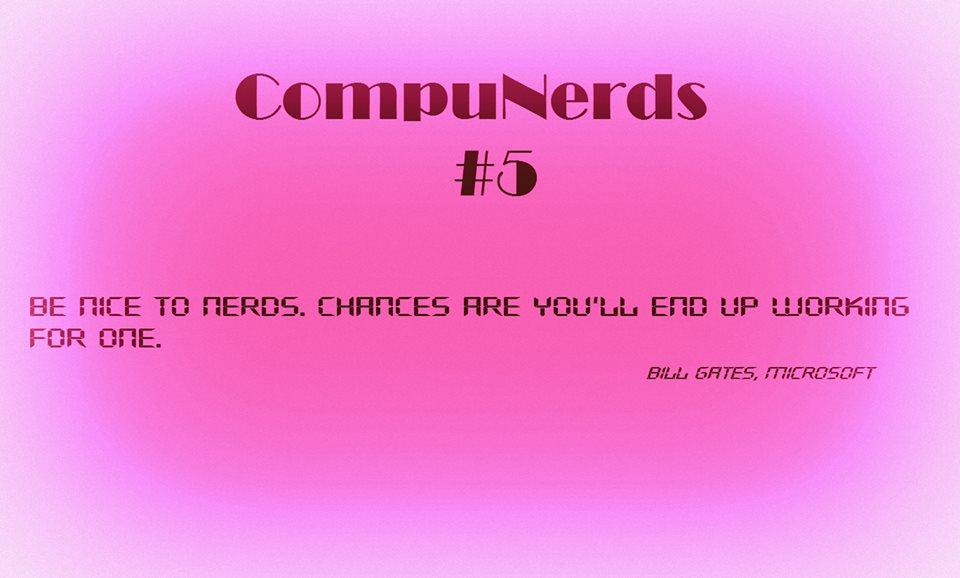 CompuNerds
#5
BE NICE TO NERDS. CHANCES ARE YOU'LL END UP WORKING
FOR ONE.
BILL GATES, MICROSOFT